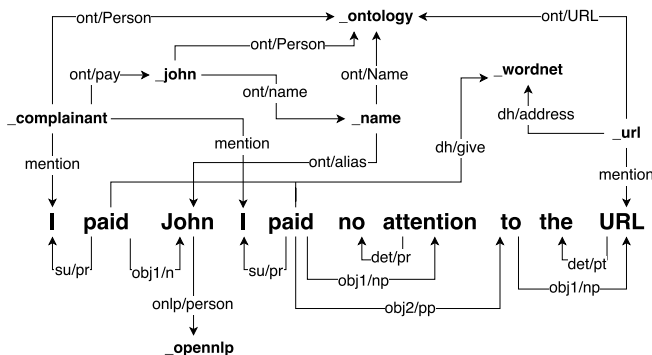 ont/Person _ontology ont/URL
ont/Person
ont/pay _john ont/Name _wordnet
ont/name dh/address
_complainant _name _url
mention mention ont/alias dh/give mention
I paid John I paid no attention to the URL
su/pr obj1/n su/pr det/pr det/pt
obj1/np obj1/np
onlp/person obj2/pp
_opennlp